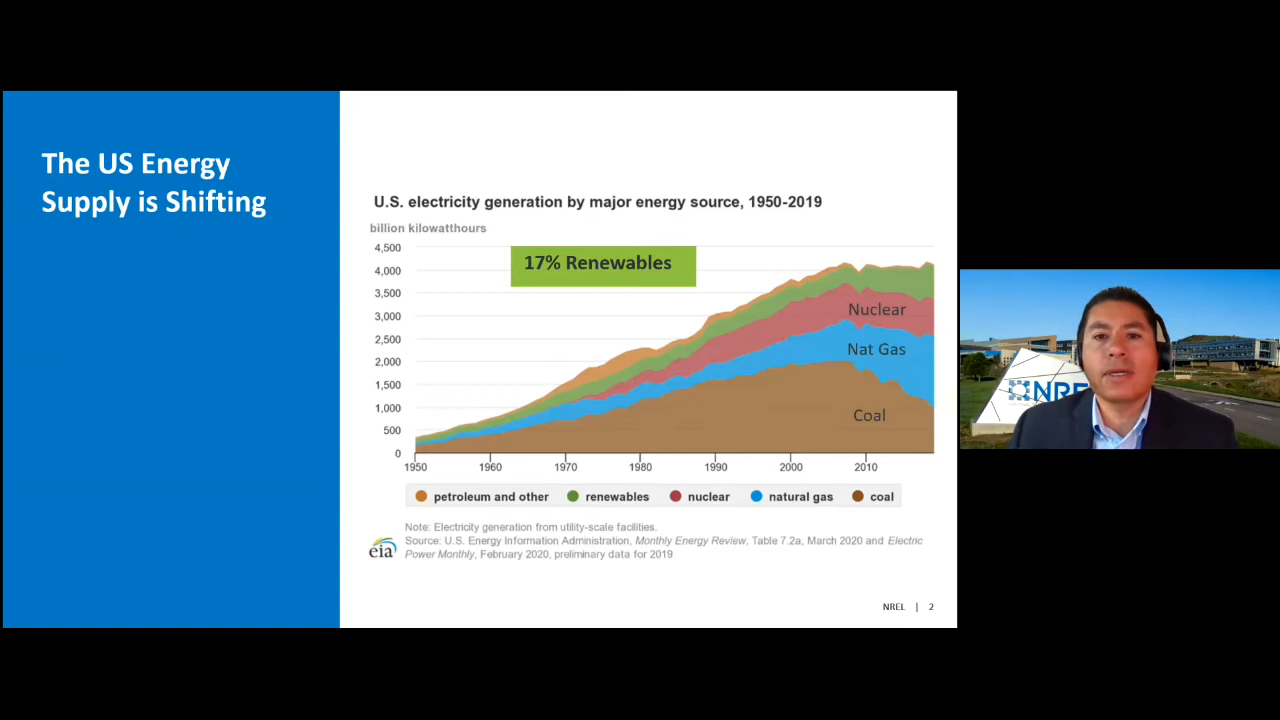 The US Energy
Supply is Shifting
U.S. electricity generation by major energy source, 1950-2019
billion kilowatthours
4,500
4,000
3,500
3,000
2,500
2,000
1,500
1,000
500
0
17% Renewables
Nuclear
Nat Gas
Coal
1950 1960 1970 1980 1990 2000 2010
petroleum and other renewables nuclear natural gas coal
Note: Electricity generation from utility-scale facilities.
Source: U.S. Energy Information Administration, Monthly Energy Review, Table 7.2a, March 2020 and Electric
Power Monthly, February 2020, preliminary data for 2019
eia
NREL | 2
NRE